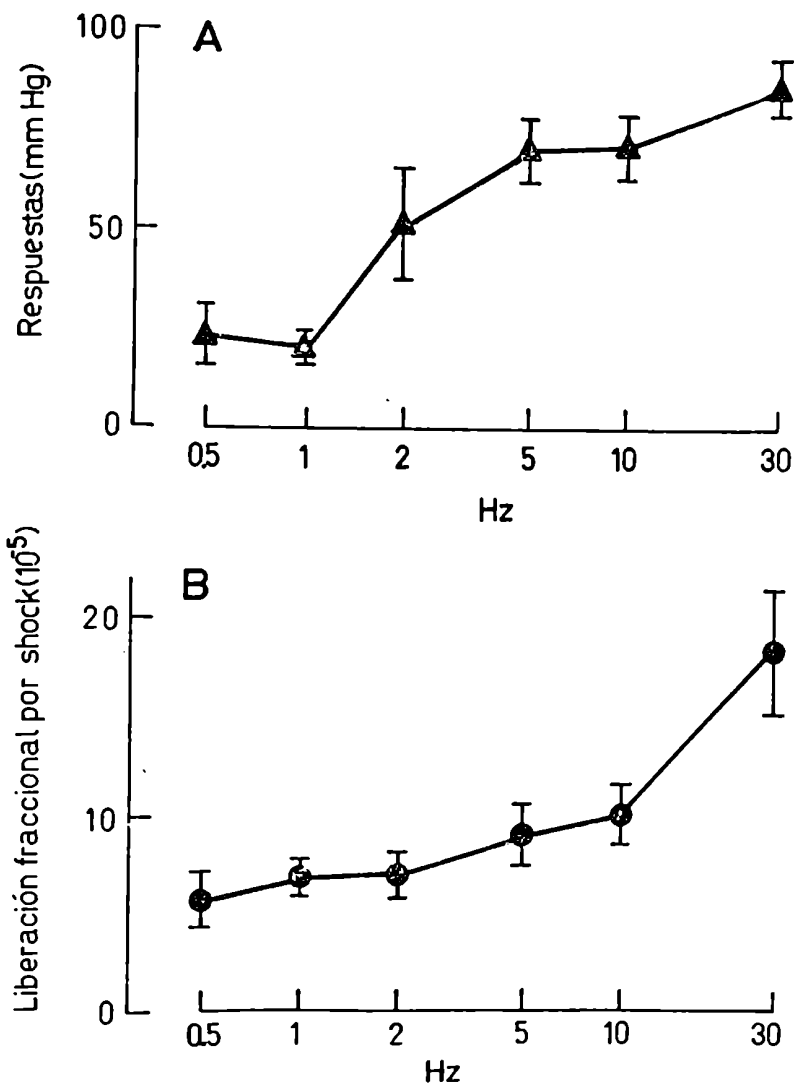 A
Respuestas(mm Hg)
100
50
0
0.5 1 2 5 10 30
Hz
B
Liberación fraccional por shock(10⁵)
20
10
0
0.5 1 2 5 10 30
Hz